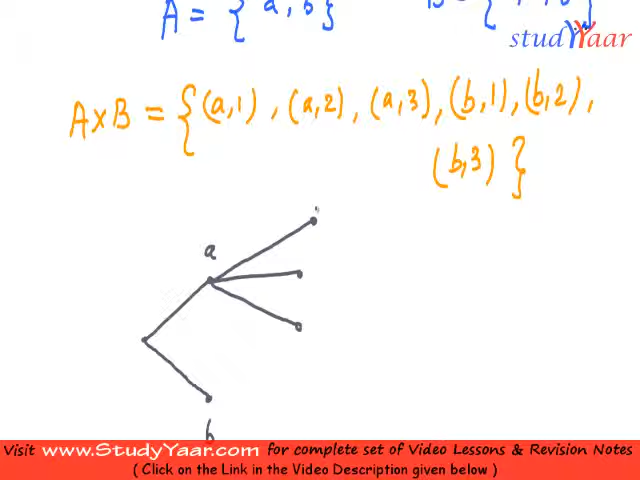 A = {a, b}
studYYaar
A×B = {(a,1), (a,2), (a,3), (b,1), (b,2),
(b,3)}
a
b
Visit www.StudyYaar.com for complete set of Video Lessons & Revision Notes
( Click on the Link in the Video Description given below )